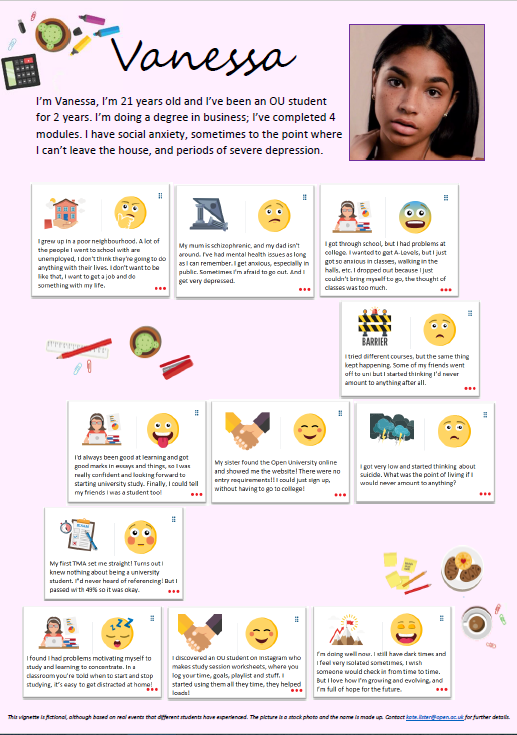 Vanessa
I'm Vanessa, I'm 21 years old and I've been an OU student
for 2 years. I'm doing a degree in business; I've completed 4
modules. I have social anxiety, sometimes to the point where
I can't leave the house, and periods of severe depression.
I grew up in a poor neighbourhood. A lot of
the people I went to school with are
unemployed, I don't think they're going to do
anything with their lives. I don't want to be
like that, I want to get a job and do
something with my life.
My mum is schizophrenic, and my dad isn't
around. I've had mental health issues as long
as I can remember. I get anxious, especially in
public. Sometimes I'm afraid to go out. And I
get very depressed.
I got through school, but I had problems at
college. I wanted to get A-Levels, but I just
got so anxious in classes, walking in the
halls, etc. I dropped out because I just
couldn't bring myself to go, the thought of
classes was too much.
BARRIER
I tried different courses, but the same thing
kept happening. Some of my friends went
off to uni but I started thinking I'd never
amount to anything after all.
I'd always been good at learning and got
good marks in essays and things, so I was
really confident and looking forward to
starting university study. Finally, I could tell
my friends I was a student too!
My sister found the Open University online
and showed me the website! There were no
entry requirements!! I could just sign up,
without having to go to college!
I got very low and started thinking about
suicide. What was the point of living if I
would never amount to anything?
My first TMA set me straight! Turns out I
knew nothing about being a university
student. I'd never heard of referencing! But I
passed with 49% so it was okay.
I found I had problems motivating myself to
study and learning to concentrate. In a
classroom you're told when to start and stop
studying, it's easy to get distracted at home!
I discovered an OU student on Instagram who
makes study session worksheets, where you
log your time, goals, playlist and stuff. I
started using them all they time, they helped
loads!
I'm doing well now. I still have dark times and
I feel very isolated sometimes, I wish
someone would check in from time to time.
But I love how I'm growing and evolving, and
I'm full of hope for the future.
This vignette is fictional, although based on real events that different students have experienced. The picture is a stock photo and the name is made up. Contact kate.lister@open.ac.uk for further details.